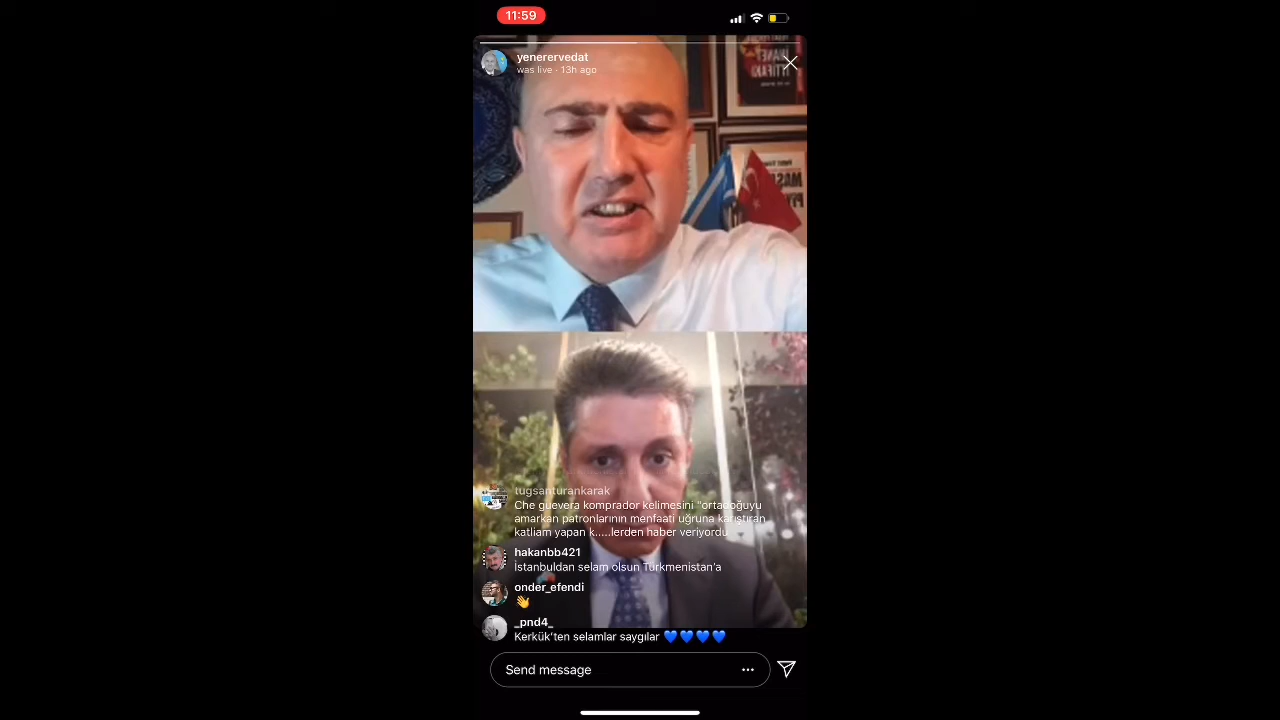 11:59
yenerervedat
was live · 13h ago
tugsanturankarak
Che guevera komprador kelimesini "ortadoğuyu
amarkan patronlarının menfaati uğruna karıştıran
katliam yapan k.....lerden haber veriyordu
hakanbb421
İstanbuldan selam olsun Türkmenistan'a
onder_efendi
👋
_pnd4_
Kerkük'ten selamlar saygılar 💙💙💙💙
Send message